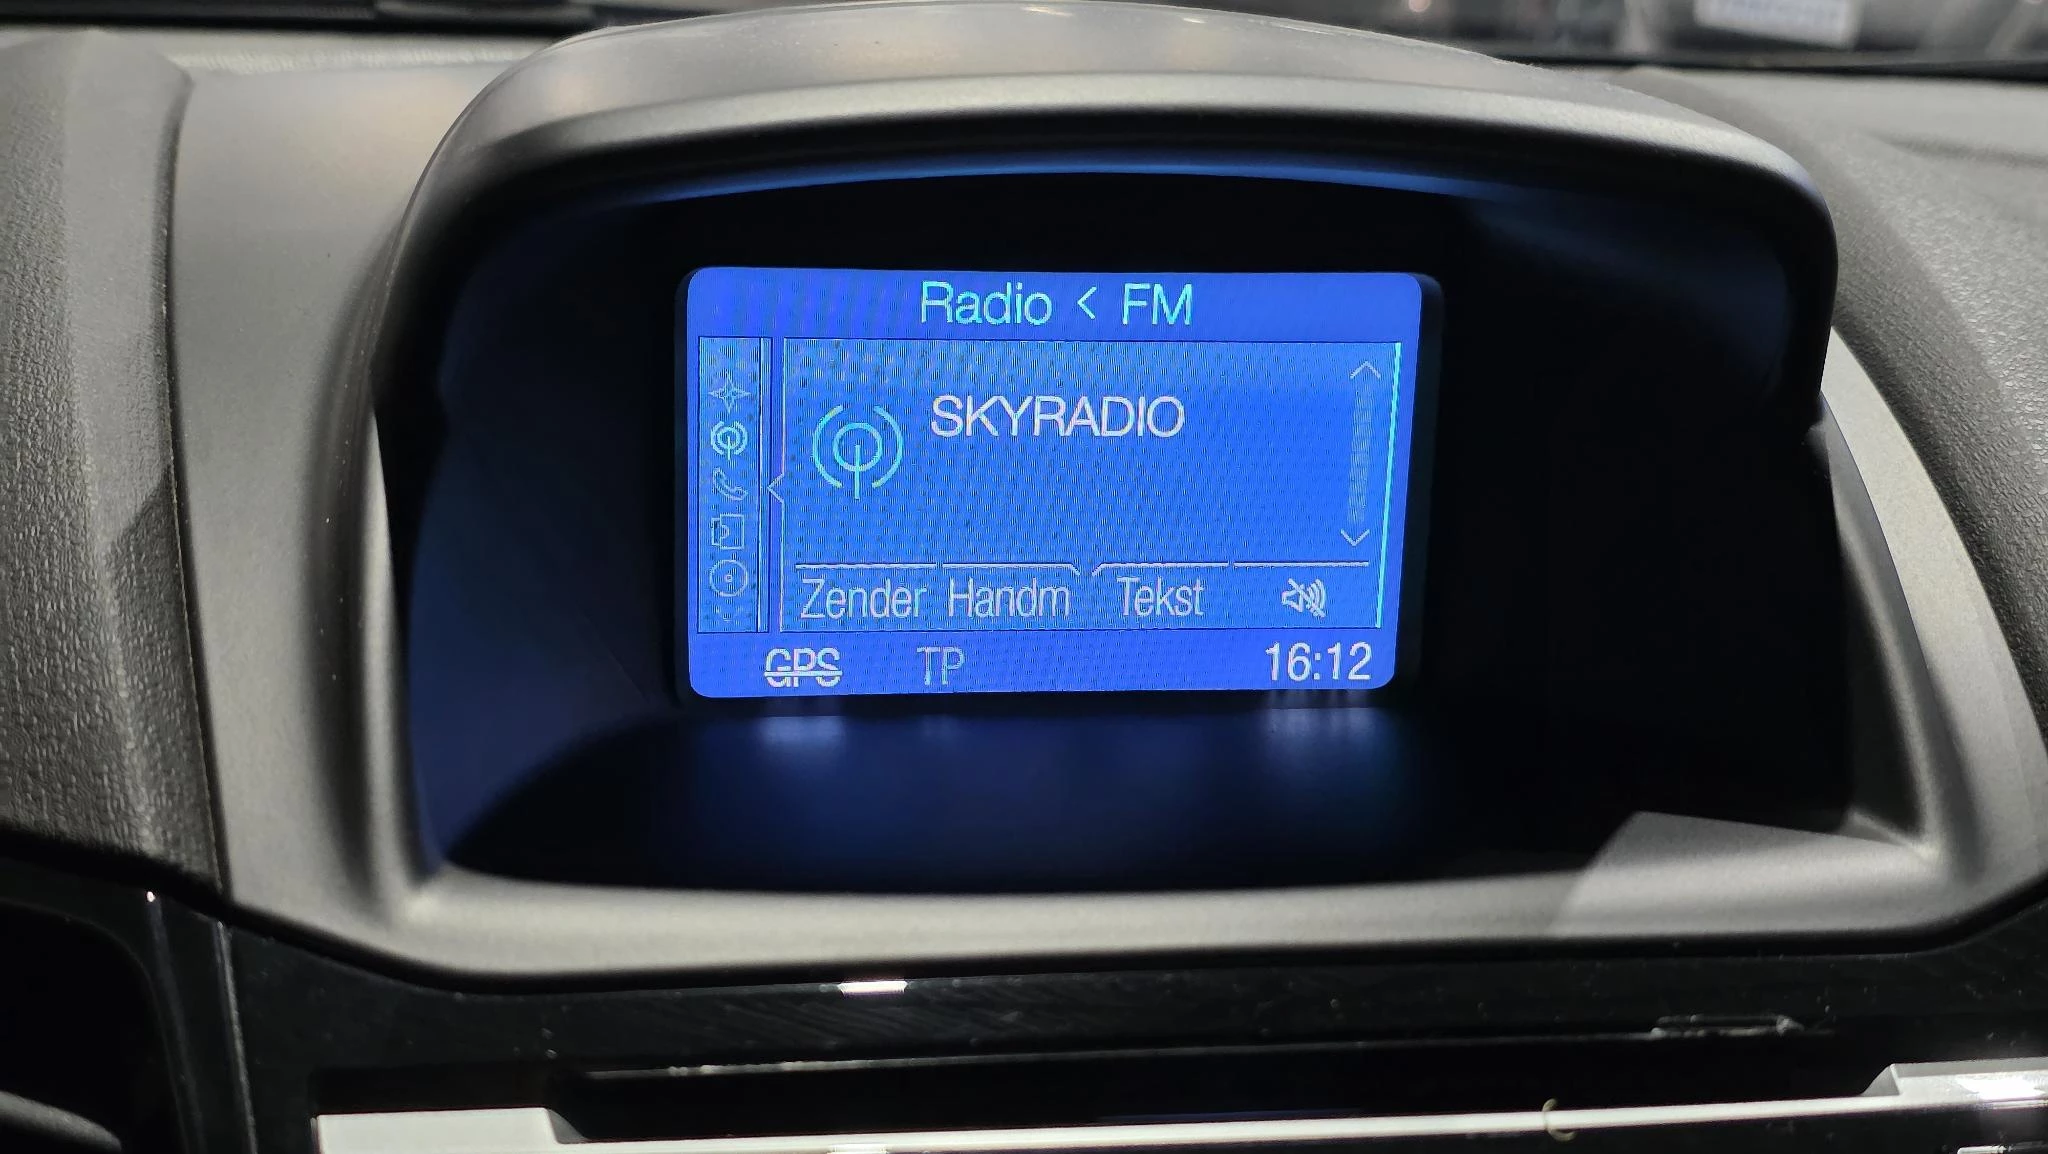 Radio < FM
SKYRADIO
Zender Handm Tekst
GPS TP 16:12